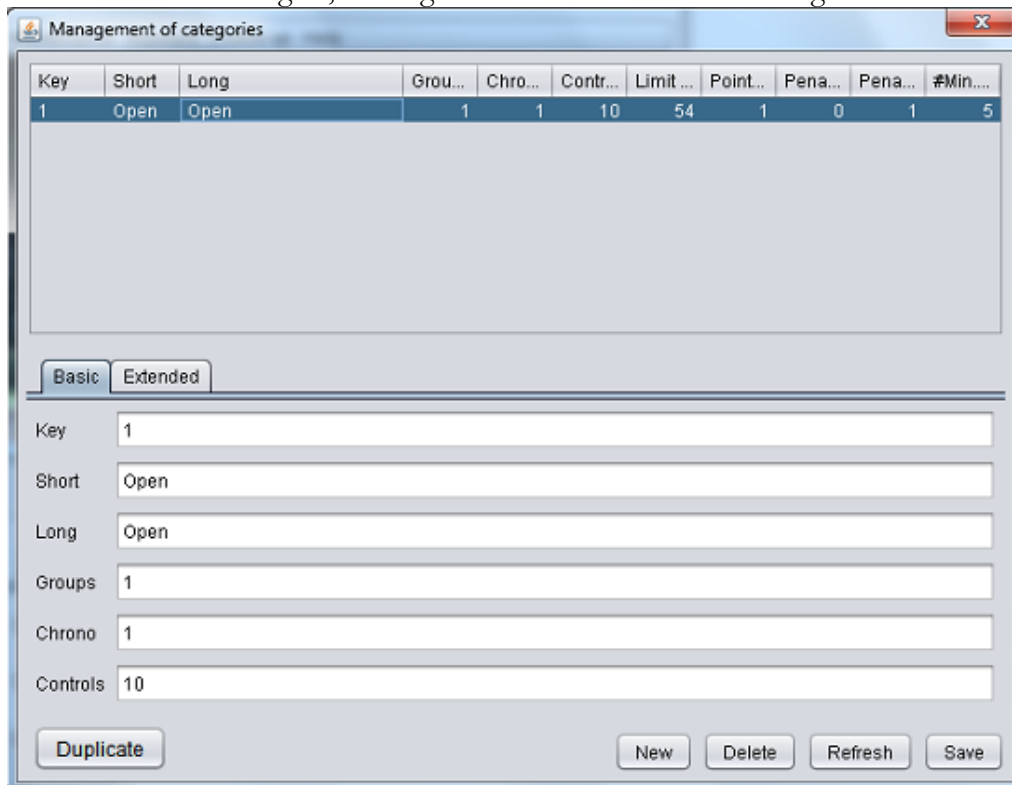 Management of categories
Key Short Long Grou... Chro... Contr... Limit ... Point... Pena... Pena... #Min....
1 Open Open 1 1 10 54 1 0 1 5
Basic Extended
Key 1
Short Open
Long Open
Groups 1
Chrono 1
Controls 10
Duplicate New Delete Refresh Save